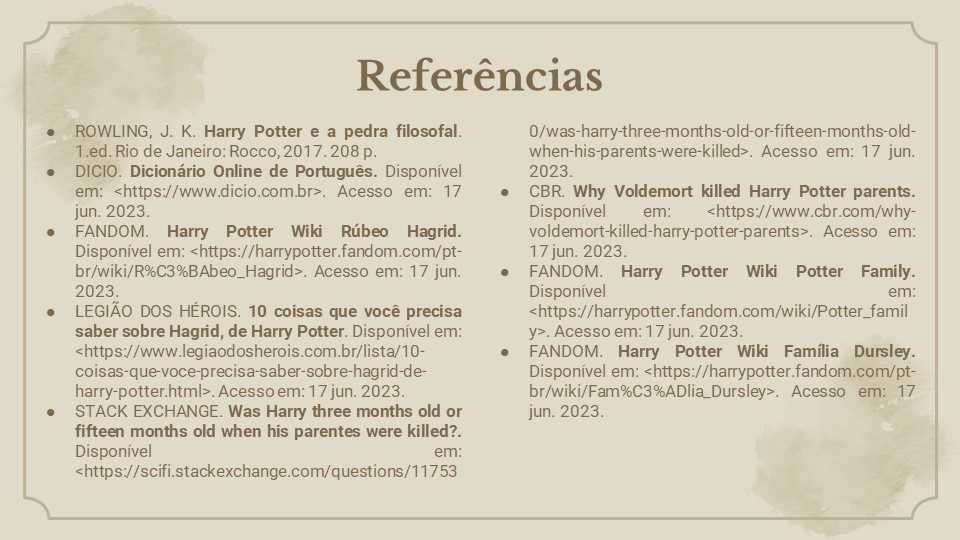 Referências
● ROWLING, J. K. Harry Potter e a pedra filosofal.
1.ed. Rio de Janeiro: Rocco, 2017. 208 p.
● DICIO. Dicionário Online de Português. Disponível
em: <https://www.dicio.com.br>. Acesso em: 17
jun. 2023.
● FANDOM. Harry Potter Wiki Rúbeo Hagrid.
Disponível em: <https://harrypotter.fandom.com/pt-
br/wiki/R%C3%BAbeo_Hagrid>. Acesso em: 17 jun.
2023.
● LEGIÃO DOS HÉROIS. 10 coisas que você precisa
saber sobre Hagrid, de Harry Potter. Disponível em:
<https://www.legiaodosherois.com.br/lista/10-
coisas-que-voce-precisa-saber-sobre-hagrid-de-
harry-potter.html>. Acesso em: 17 jun. 2023.
● STACK EXCHANGE. Was Harry three months old or
fifteen months old when his parentes were killed?.
Disponível em:
<https://scifi.stackexchange.com/questions/11753
0/was-harry-three-months-old-or-fifteen-months-old-
when-his-parents-were-killed>. Acesso em: 17 jun.
2023.
● CBR. Why Voldemort killed Harry Potter parents.
Disponível em: <https://www.cbr.com/why-
voldemort-killed-harry-potter-parents>. Acesso em:
17 jun. 2023.
● FANDOM. Harry Potter Wiki Potter Family.
Disponível em:
<https://harrypotter.fandom.com/wiki/Potter_famil
y>. Acesso em: 17 jun. 2023.
● FANDOM. Harry Potter Wiki Família Dursley.
Disponível em: <https://harrypotter.fandom.com/pt-
br/wiki/Fam%C3%ADlia_Dursley>. Acesso em: 17
jun. 2023.